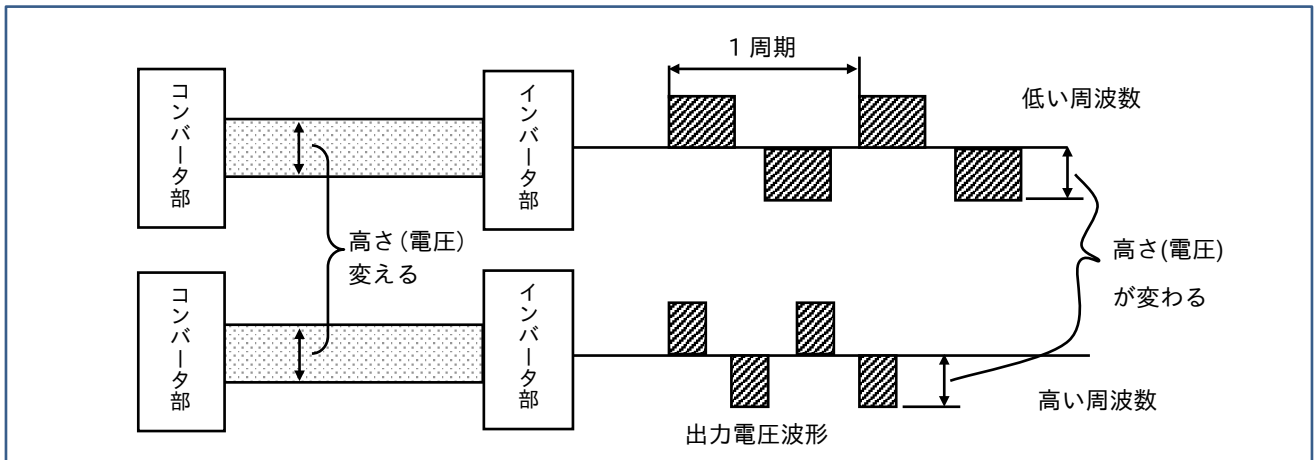 1 周期
コンバータ部
インバータ部
低い周波数
高さ(電圧)
変える
高さ(電圧)
が変わる
コンバータ部
インバータ部
高い周波数
出力電圧波形